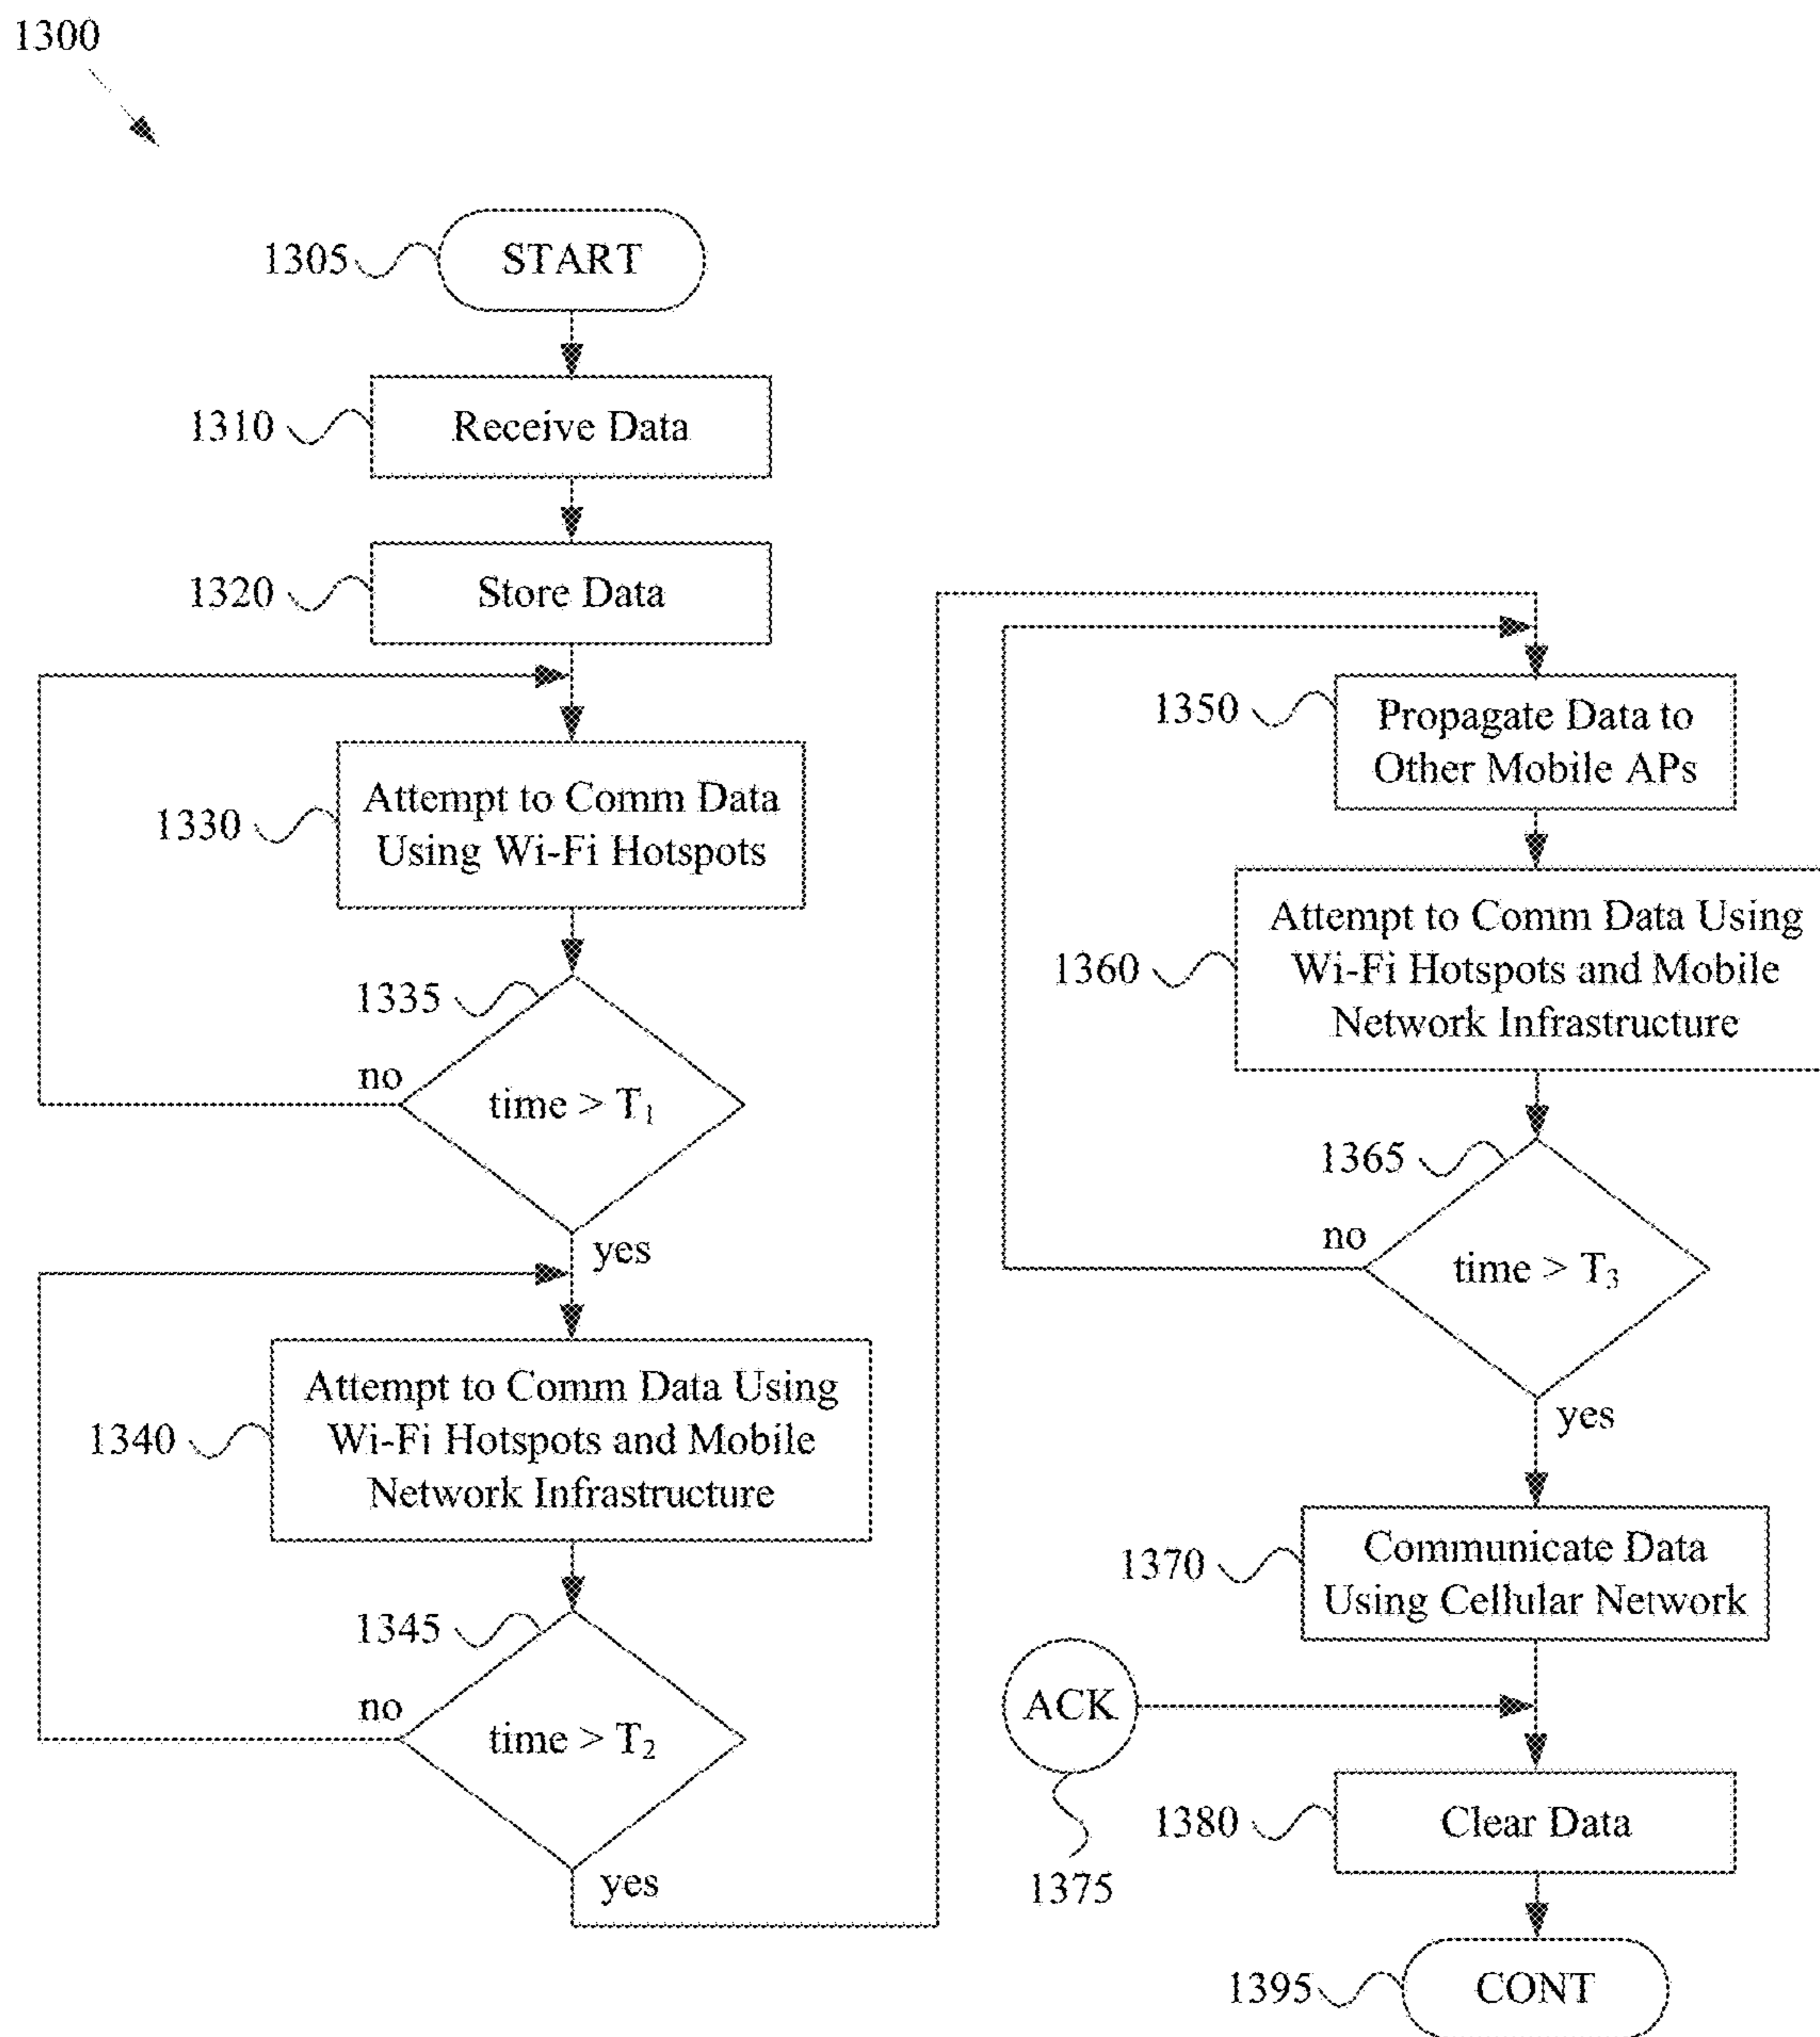 1300
1305
START
1310
Receive Data
1320
Store Data
1330
Attempt to Comm Data
Using Wi-Fi Hotspots
1335
no
time > T₁
yes
1340
Attempt to Comm Data Using
Wi-Fi Hotspots and Mobile
Network Infrastructure
1345
no
time > T₂
yes
1350
Propagate Data to
Other Mobile APs
1360
Attempt to Comm Data Using
Wi-Fi Hotspots and Mobile
Network Infrastructure
1365
no
time > T₃
yes
1370
Communicate Data
Using Cellular Network
ACK
1375
1380
Clear Data
1395
CONT